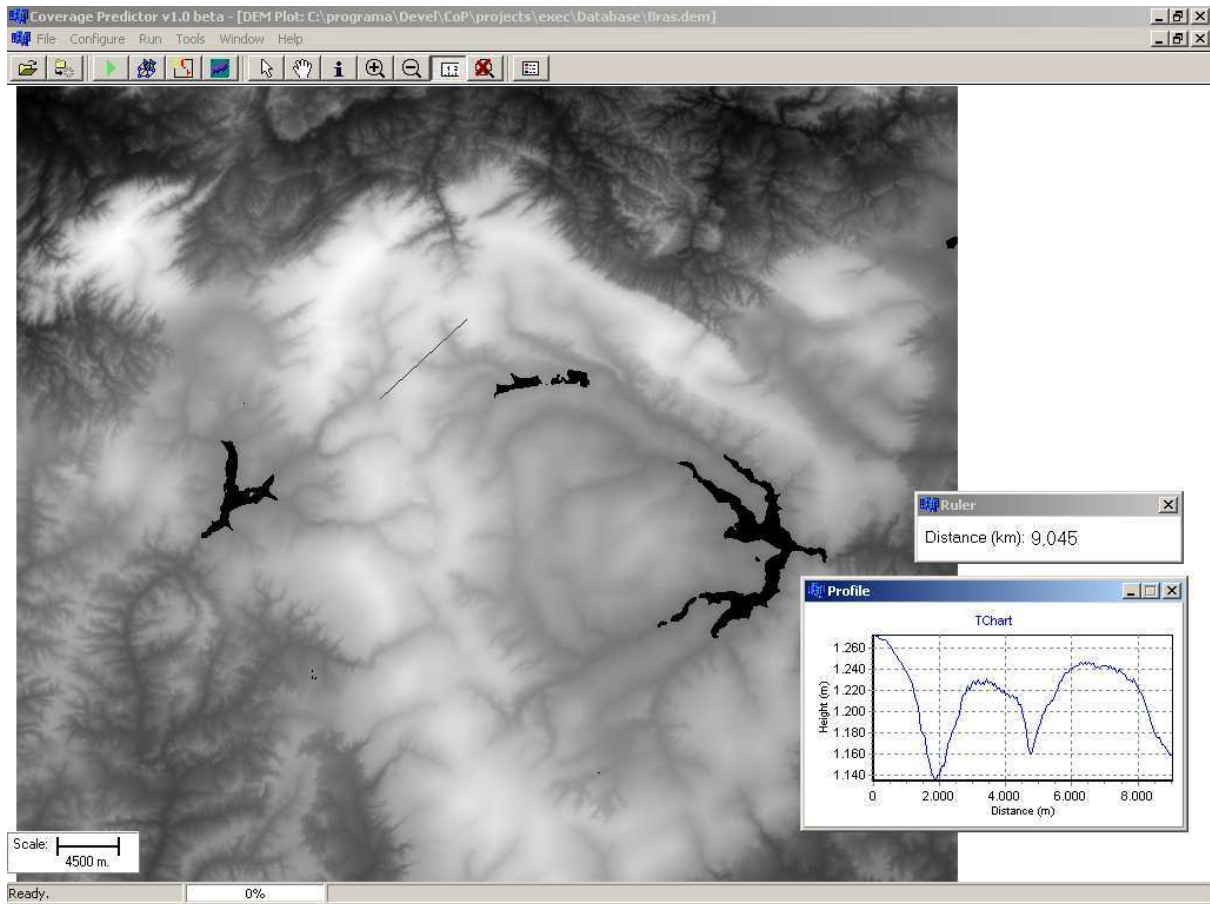 Coverage Predictor v1.0 beta - [DEM Plot: C:\programa\Devel\CoP\projects\exec\Database\Bras.dem]
File Configure Run Tools Window Help
Ruler
Distance (km): 9,045
Profile
TChart
1.260
1.240
1.220
1.200
1.180
1.160
1.140
Height (m)
0 2.000 4.000 6.000 8.000
Distance (m)
Scale:
4500 m.
Ready. 0%